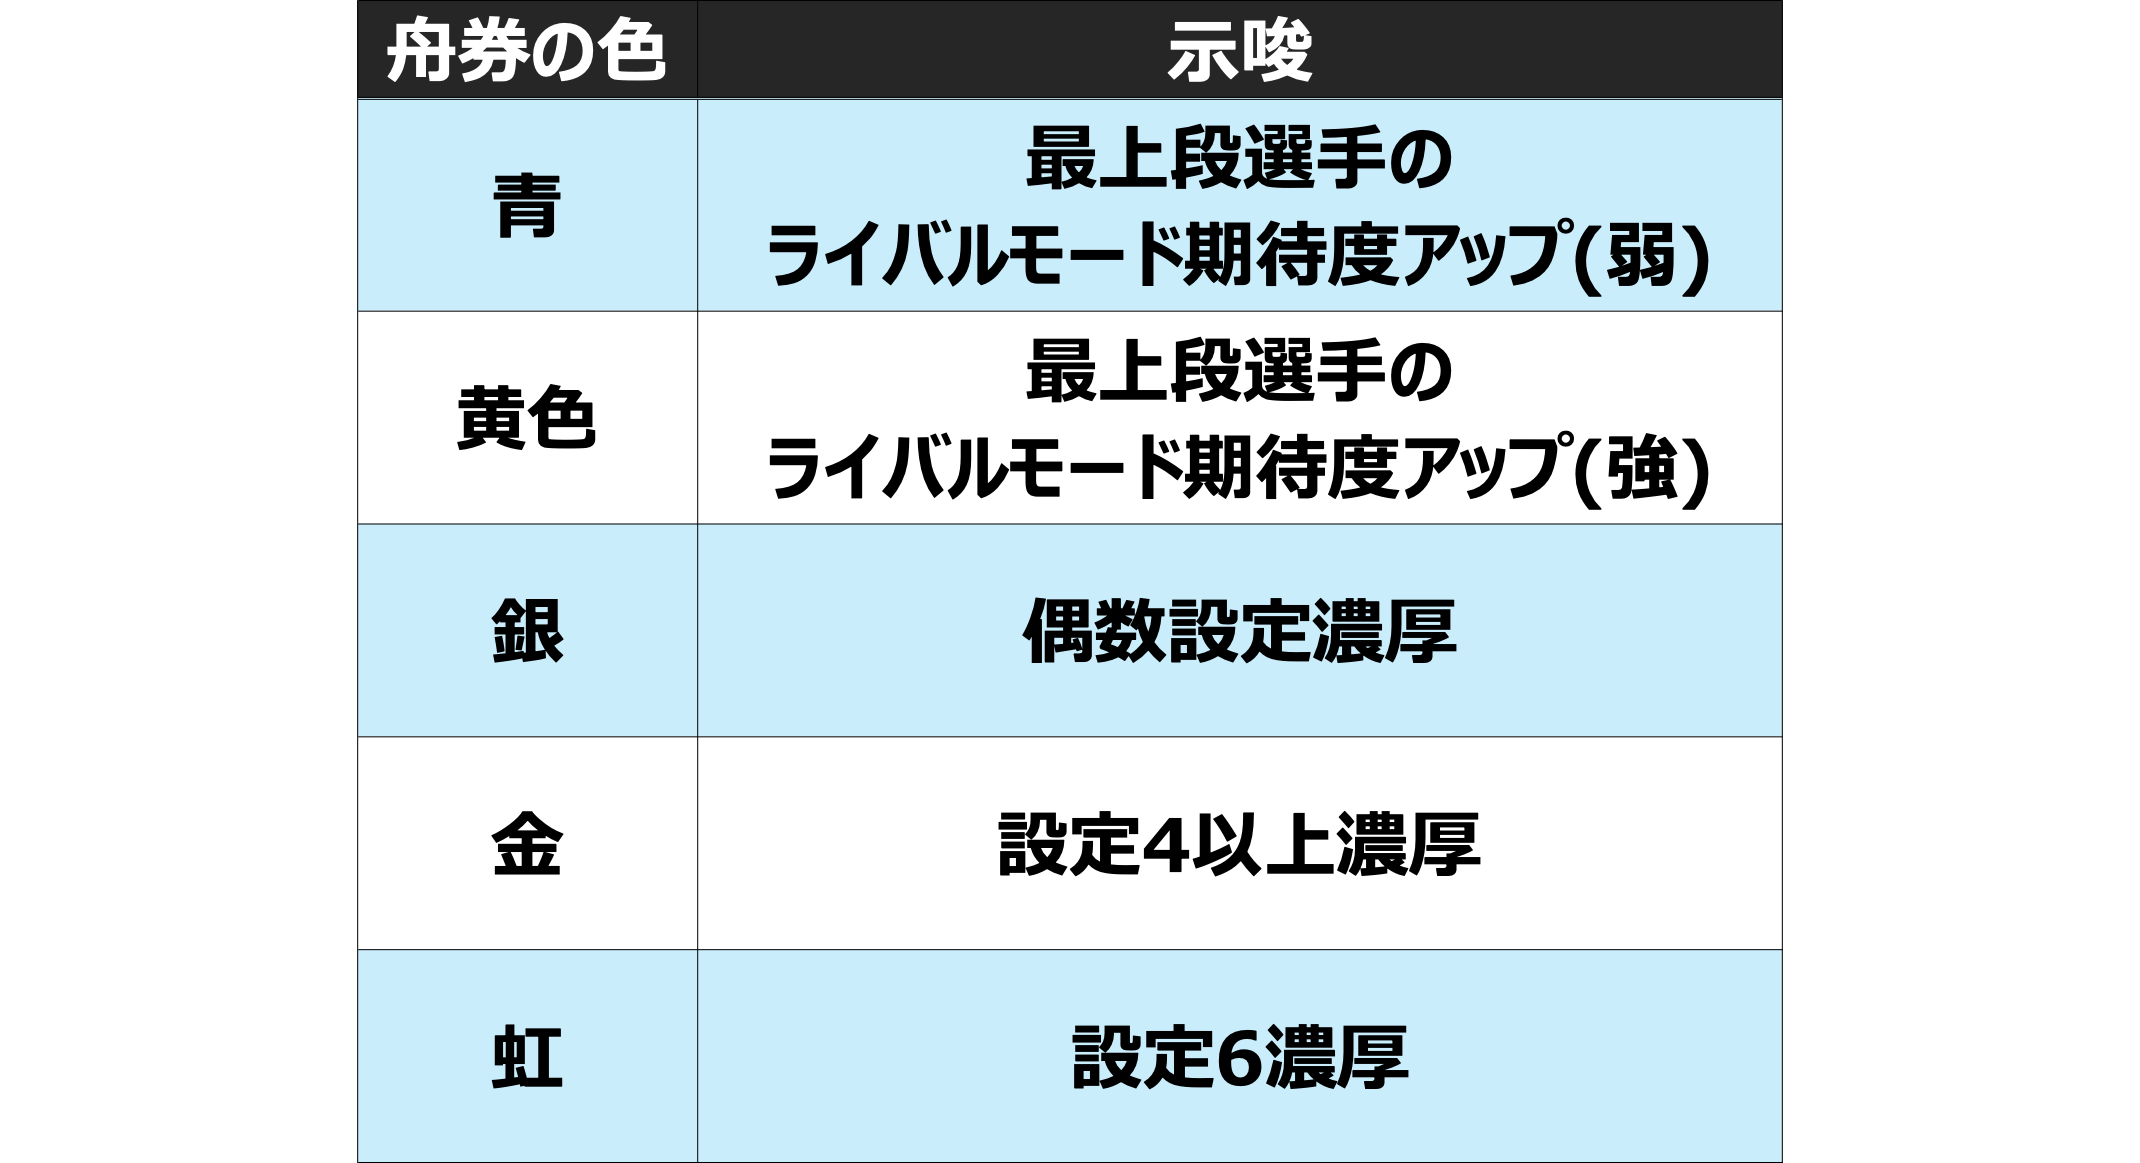 舟券の色 示唆
青 最上段選手の
ライバルモード期待度アップ(弱)
黄色 最上段選手の
ライバルモード期待度アップ(強)
銀 偶数設定濃厚
金 設定4以上濃厚
虹 設定6濃厚